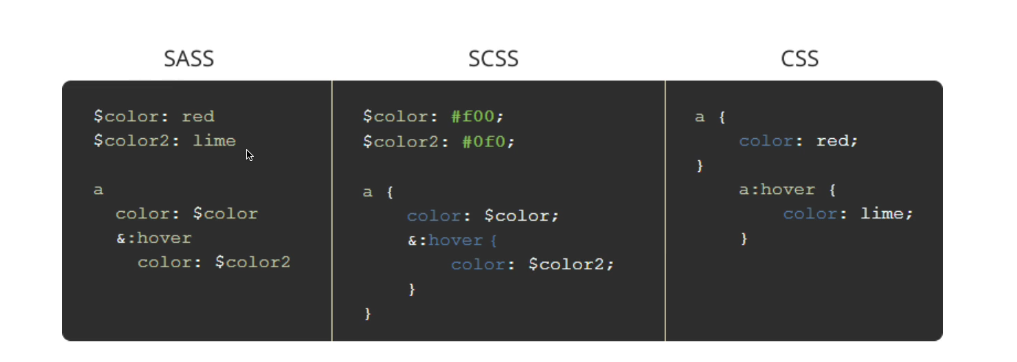 SASS
$color: red
$color2: lime
a
color: $color
&:hover
color: $color2
SCSS
$color: #f00;
$color2: #0f0;
a {
color: $color;
&:hover {
color: $color2;
}
}
CSS
a {
color: red;
}
a:hover {
color: lime;
}